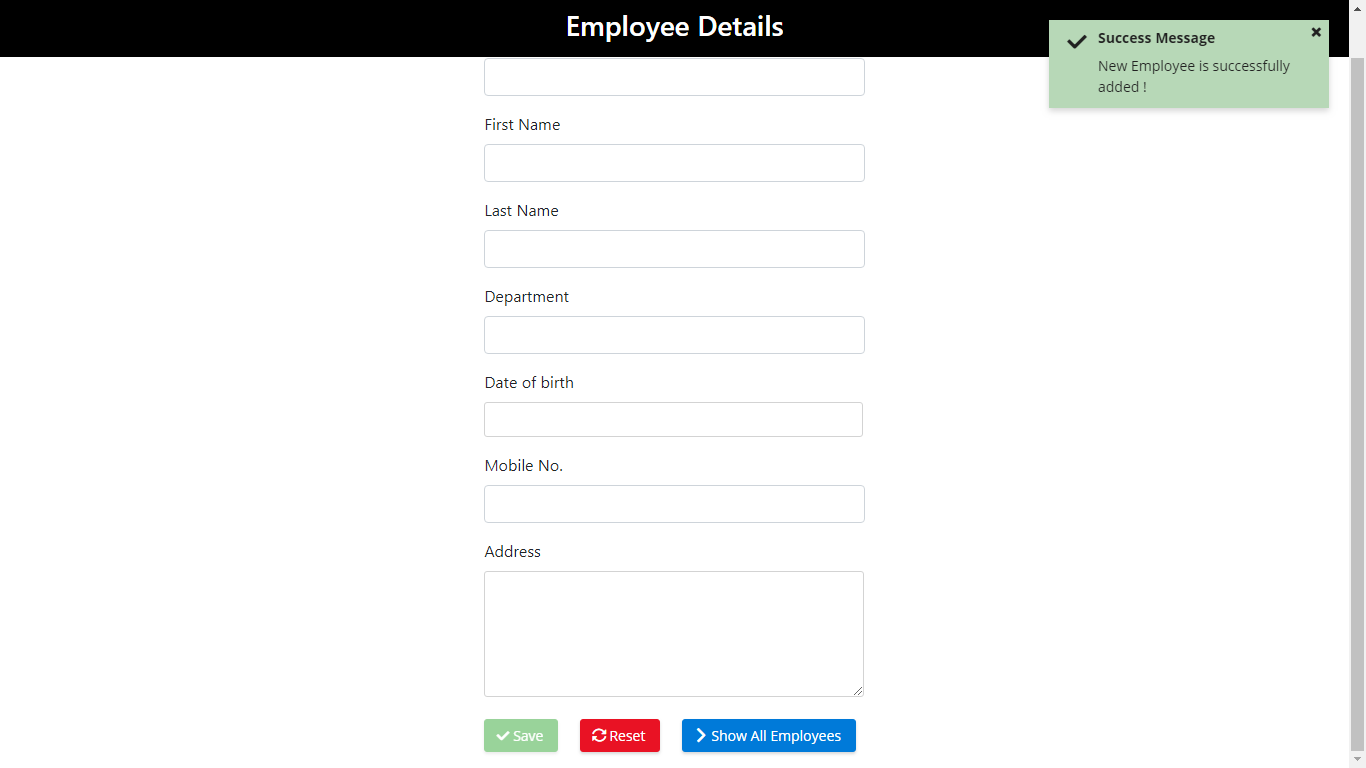 Employee Details
Success Message
New Employee is successfully
added !
First Name
Last Name
Department
Date of birth
Mobile No.
Address
Save
Reset
Show All Employees